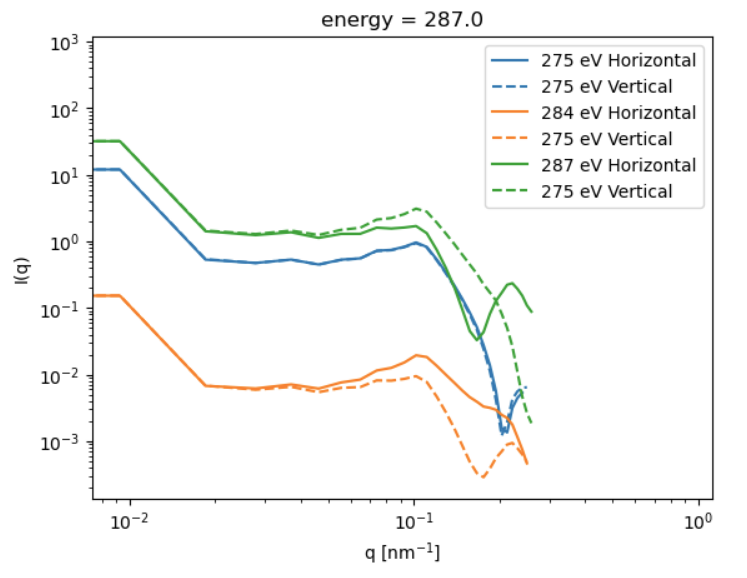 energy = 287.0
10³
10²
10¹
10⁰
10⁻¹
10⁻²
10⁻³
I(q)
275 eV Horizontal
275 eV Vertical
284 eV Horizontal
275 eV Vertical
287 eV Horizontal
275 eV Vertical
10⁻² 10⁻¹ 10⁰
q [nm⁻¹]